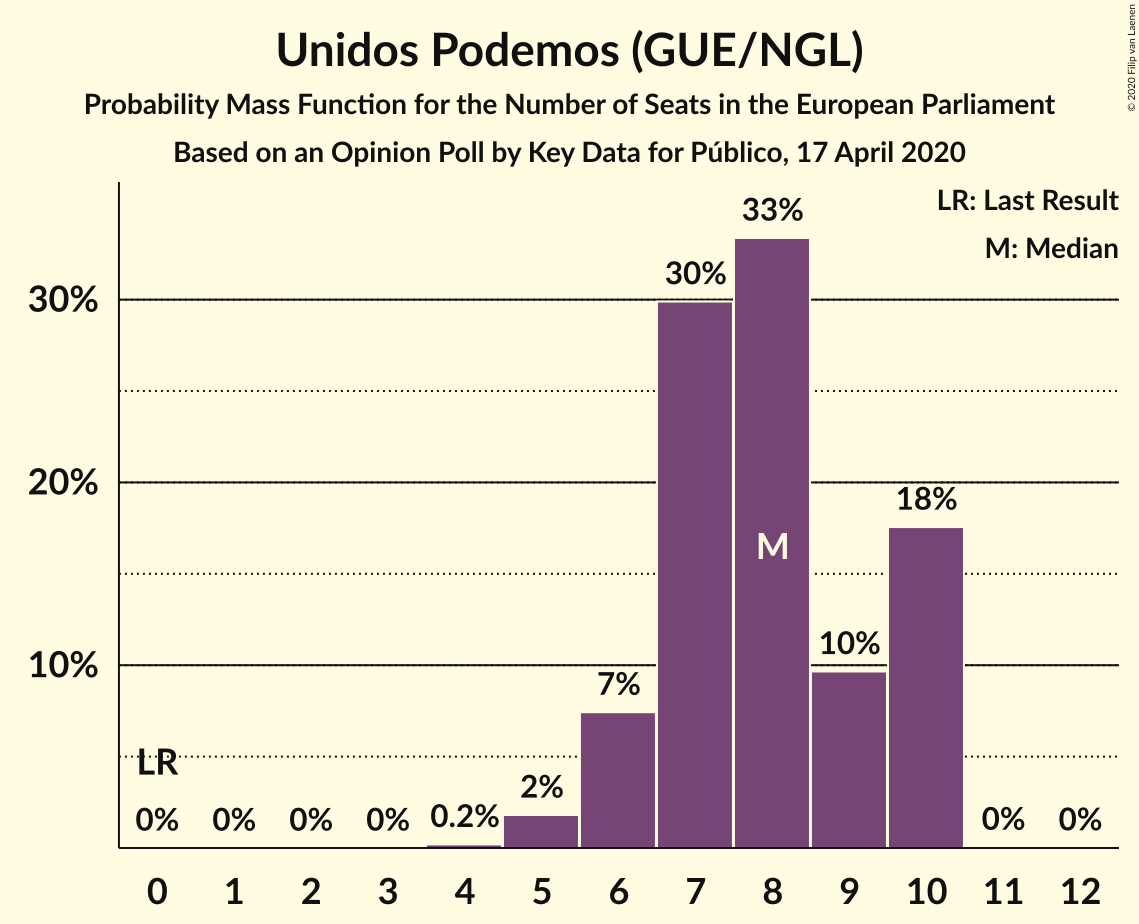 Unidos Podemos (GUE/NGL)
Probability Mass Function for the Number of Seats in the European Parliament
Based on an Opinion Poll by Key Data for Público, 17 April 2020
© 2020 Filip van Laenen
LR: Last Result
M: Median
33%
30%
30%
20%
18%
M
10%
10%
7%
LR
2%
0% 0% 0% 0% 0.2% 0% 0%
0 1 2 3 4 5 6 7 8 9 10 11 12